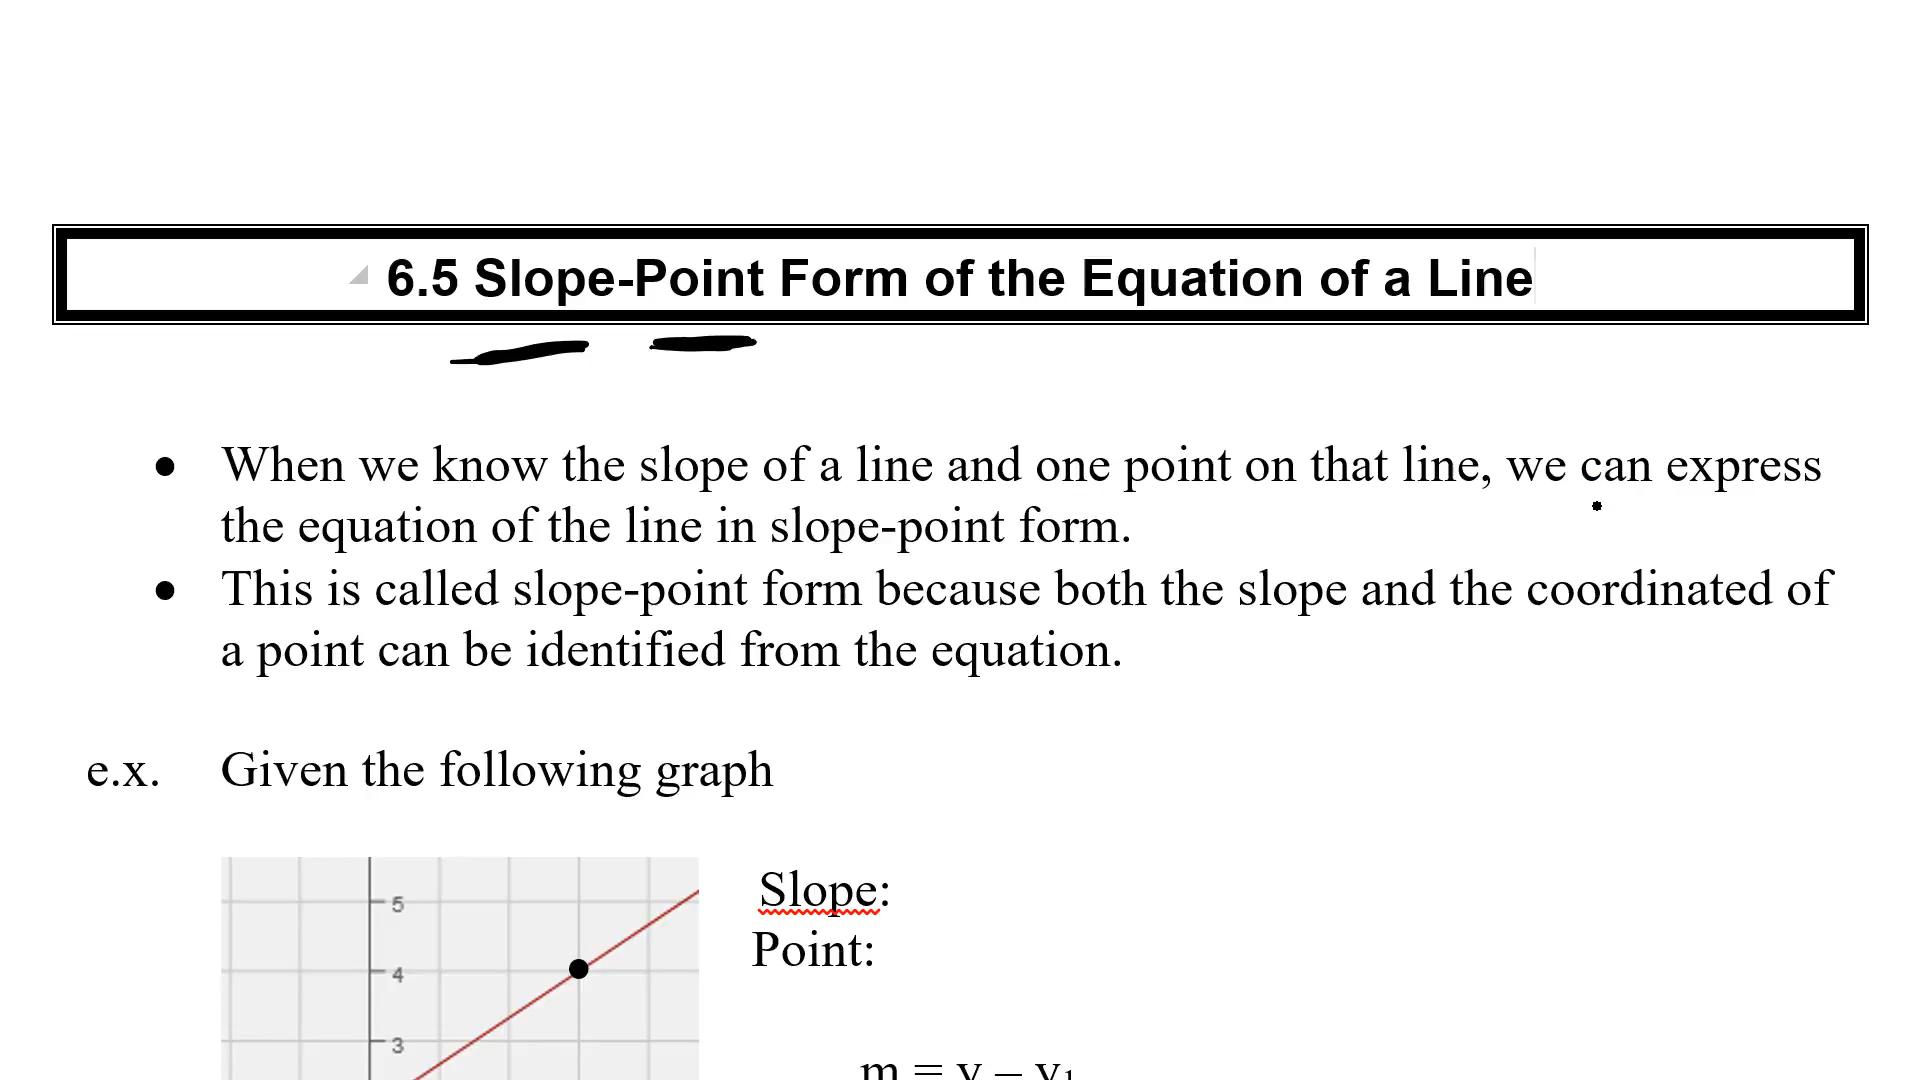 6.5 Slope-Point Form of the Equation of a Line
• When we know the slope of a line and one point on that line, we can express
the equation of the line in slope-point form.
• This is called slope-point form because both the slope and the coordinated of
a point can be identified from the equation.
e.x. Given the following graph
5
4
3
Slope:
Point:
m = y – y₁